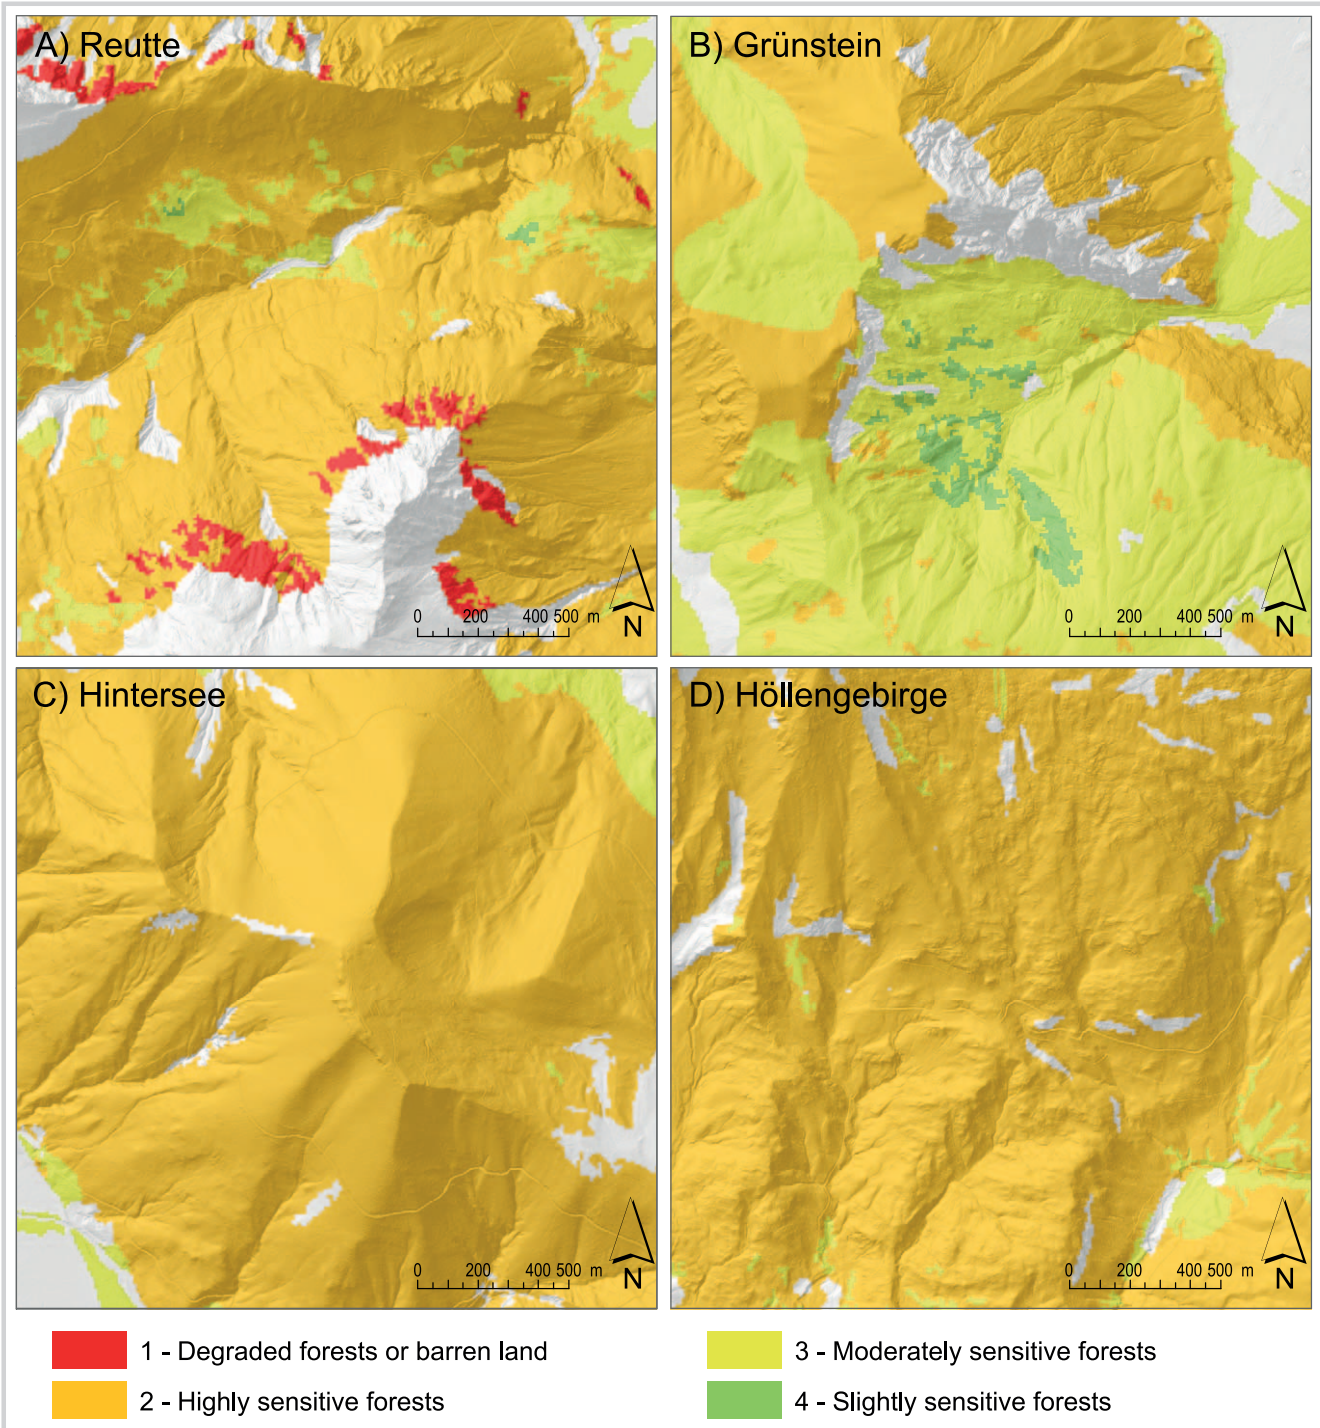 A) Reutte
B) Grünstein
0 200 400 500 m
N
0 200 400 500 m
N
C) Hintersee
D) Höllengebirge
0 200 400 500 m
N
0 200 400 500 m
N
1 - Degraded forests or barren land
3 - Moderately sensitive forests
2 - Highly sensitive forests
4 - Slightly sensitive forests